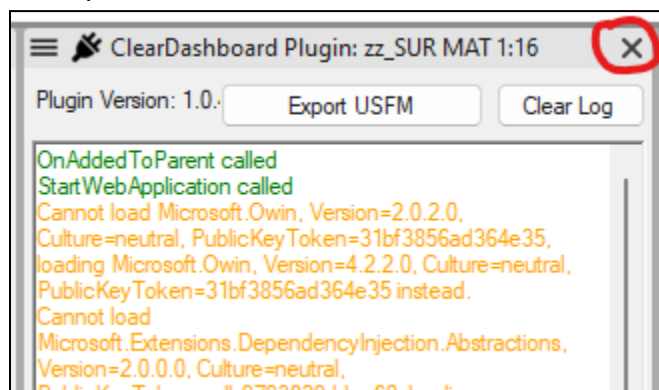 ClearDashboard Plugin: zz_SUR MAT 1:16
Plugin Version: 1.0.
Export USFM
Clear Log
OnAddedToParent called
StartWebApplication called
Cannot load Microsoft.Owin, Version=2.0.2.0,
Culture=neutral, PublicKeyToken=31bf3856ad364e35,
loading Microsoft.Owin, Version=4.2.2.0, Culture=neutral,
PublicKeyToken=31bf3856ad364e35 instead.
Cannot load
Microsoft.Extensions.DependencyInjection.Abstractions,
Version=2.0.0.0, Culture=neutral,